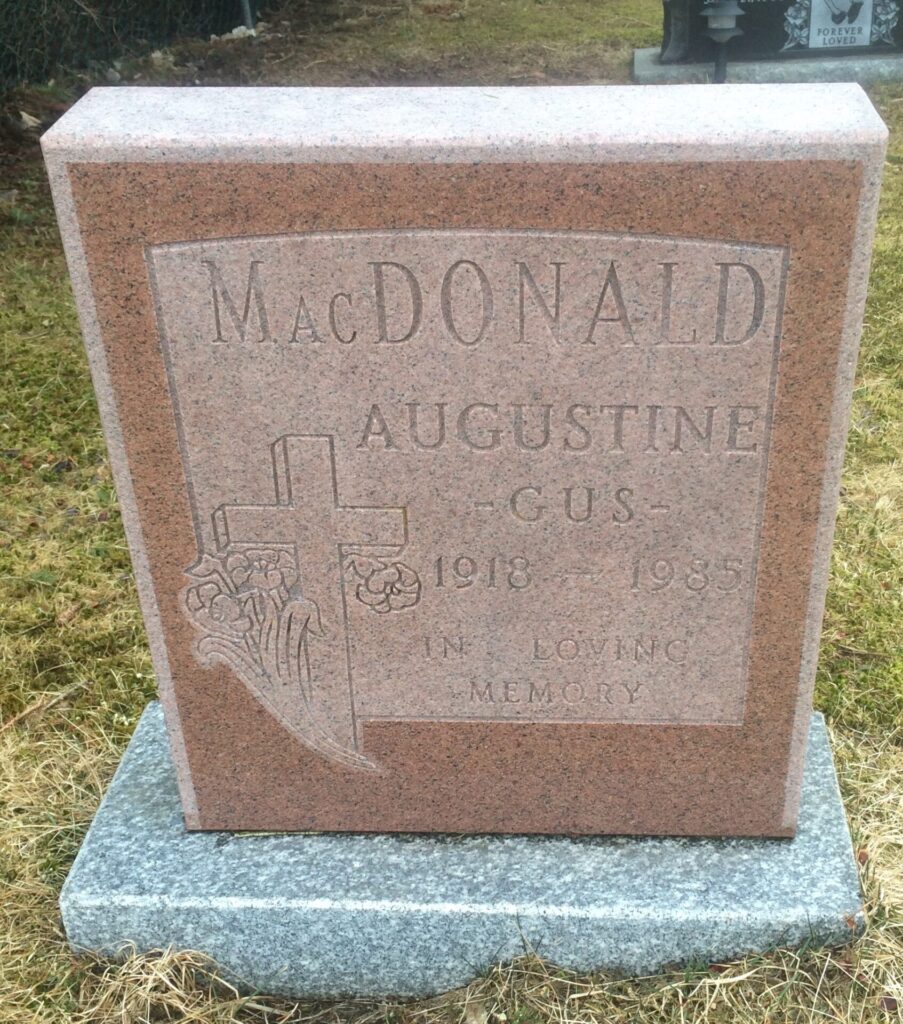 FOREVER
LOVED
MacDONALD
AUGUSTINE
-GUS-
1918 — 1985
IN LOVING
MEMORY